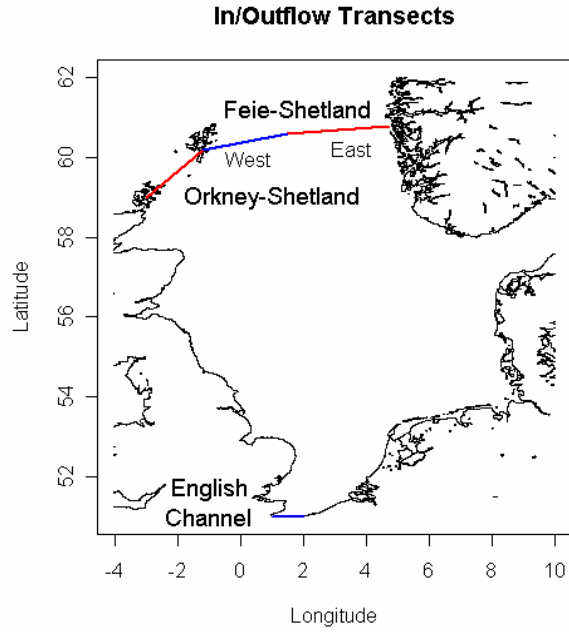 In/Outflow Transects
Feie-Shetland
West
East
Orkney-Shetland
English
Channel
Latitude
62
60
58
56
54
52
-4
-2
0
2
4
6
8
10
Longitude